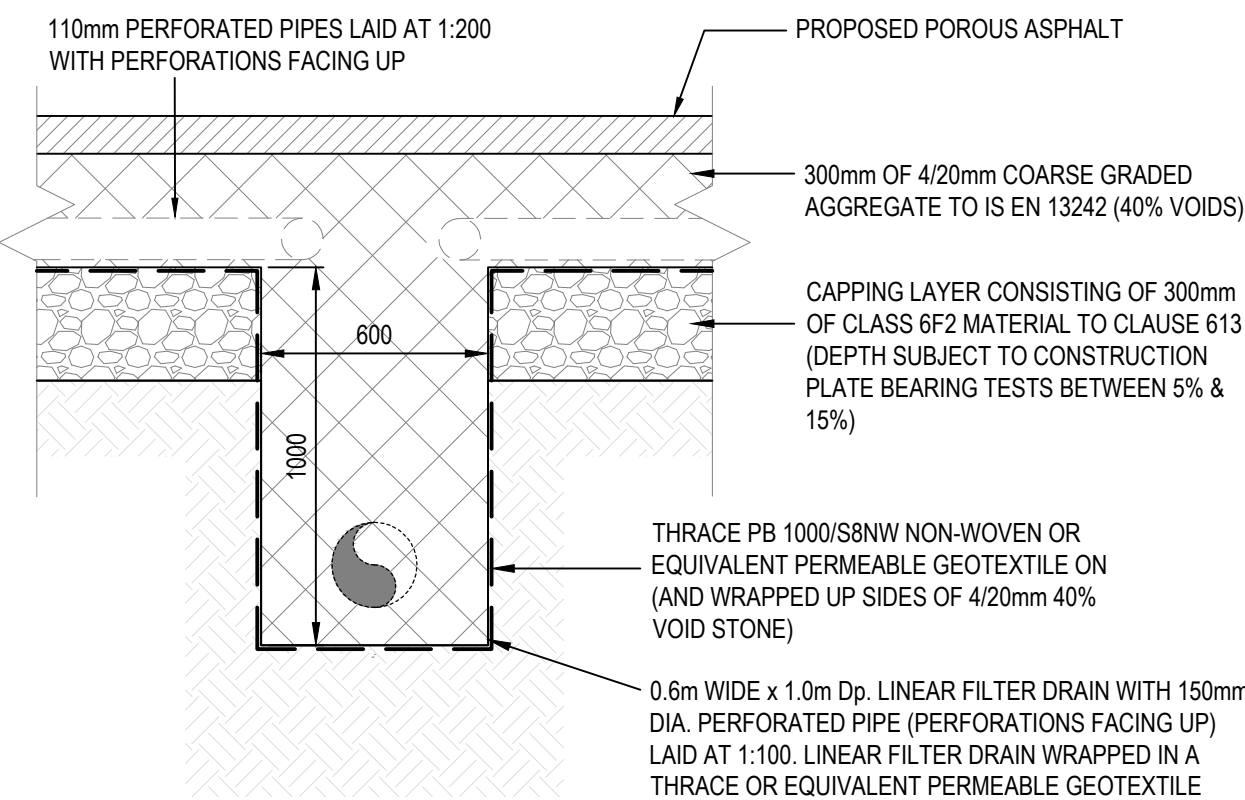 110mm PERFORATED PIPES LAID AT 1:200
WITH PERFORATIONS FACING UP
PROPOSED POROUS ASPHALT
300mm OF 4/20mm COARSE GRADED
AGGREGATE TO IS EN 13242 (40% VOIDS)
CAPPING LAYER CONSISTING OF 300mm
OF CLASS 6F2 MATERIAL TO CLAUSE 613
(DEPTH SUBJECT TO CONSTRUCTION
PLATE BEARING TESTS BETWEEN 5% &
15%)
600
1000
THRACE PB 1000/S8NW NON-WOVEN OR
EQUIVALENT PERMEABLE GEOTEXTILE ON
(AND WRAPPED UP SIDES OF 4/20mm 40%
VOID STONE)
0.6m WIDE x 1.0m Dp. LINEAR FILTER DRAIN WITH 150mm
DIA. PERFORATED PIPE (PERFORATIONS FACING UP)
LAID AT 1:100. LINEAR FILTER DRAIN WRAPPED IN A
THRACE OR EQUIVALENT PERMEABLE GEOTEXTILE